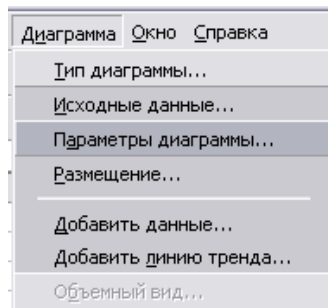 Диаграмма Окно Справка
Тип диаграммы...
Исходные данные...
Параметры диаграммы...
Размещение...
Добавить данные...
Добавить линию тренда...
Объемный вид...